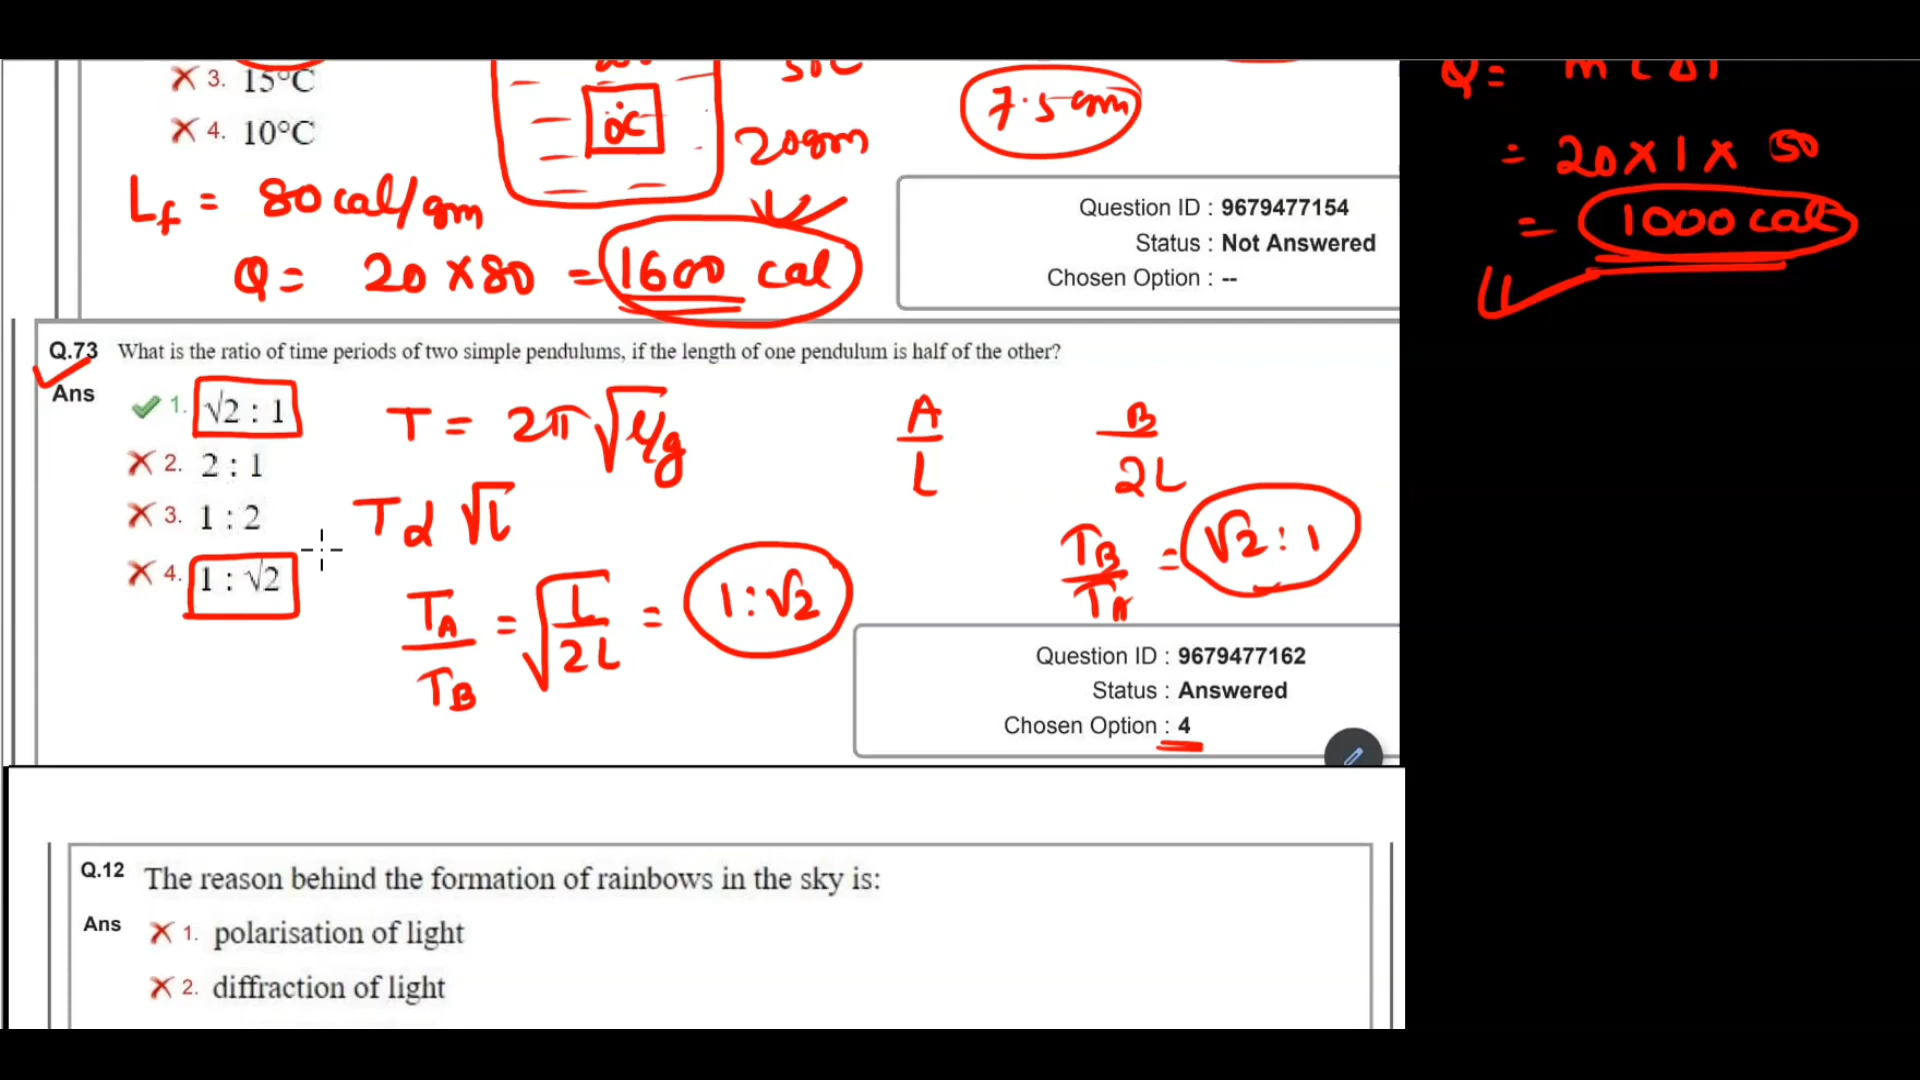 3. 15°C
4. 10°C
0°C
20gm
7.5gm
= 20 × 1 × 50
= 1000 cal
Lf = 80 cal/gm
Q = 20 × 80 = 1600 cal
Question ID : 9679477154
Status : Not Answered
Chosen Option : --
Q.73 What is the ratio of time periods of two simple pendulums, if the length of one pendulum is half of the other?
Ans
1. √2 : 1
2. 2 : 1
3. 1 : 2
4. 1 : √2
T = 2π √l/g
T α √l
TA/TB = √L/2L = 1 : √2
A
L
B
2L
TB/TA = √2 : 1
Question ID : 9679477162
Status : Answered
Chosen Option : 4
Q.12 The reason behind the formation of rainbows in the sky is:
Ans
1. polarisation of light
2. diffraction of light